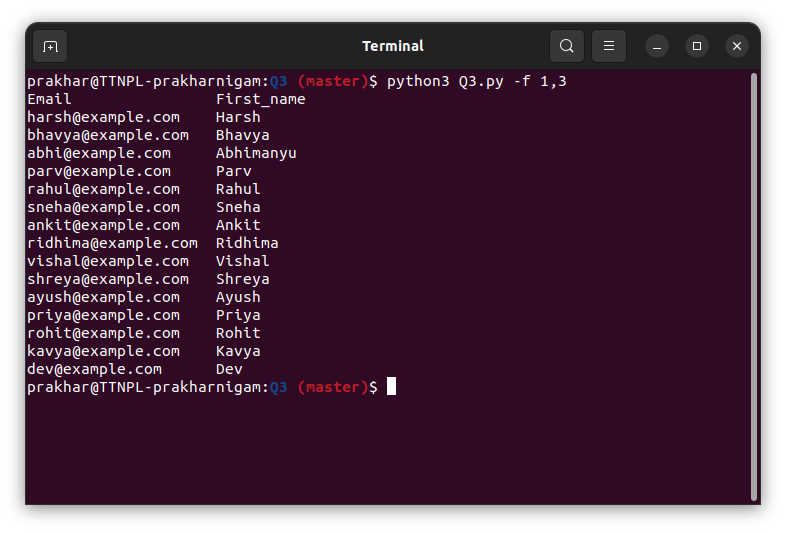 Terminal
prakhar@TTNPL-prakharnigam:Q3 (master)$ python3 Q3.py -f 1,3
Email                First_name
harsh@example.com    Harsh
bhavya@example.com   Bhavya
abhi@example.com     Abhimanyu
parv@example.com     Parv
rahul@example.com    Rahul
sneha@example.com    Sneha
ankit@example.com    Ankit
ridhima@example.com  Ridhima
vishal@example.com   Vishal
shreya@example.com   Shreya
ayush@example.com    Ayush
priya@example.com    Priya
rohit@example.com    Rohit
kavya@example.com    Kavya
dev@example.com      Dev
prakhar@TTNPL-prakharnigam:Q3 (master)$